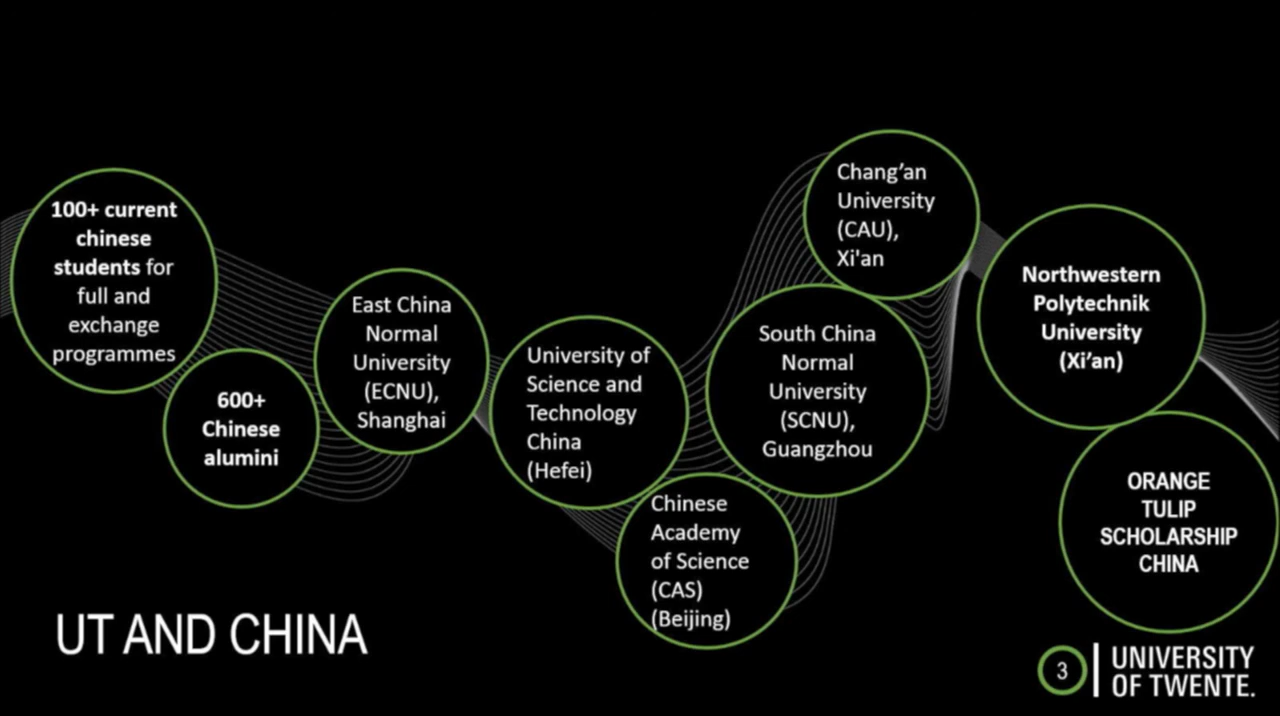 100+ current
chinese
students for
full and
exchange
programmes
600+
Chinese
alumini
East China
Normal
University
(ECNU),
Shanghai
University of
Science and
Technology
China
(Hefei)
Chinese
Academy
of Science
(CAS)
(Beijing)
South China
Normal
University
(SCNU),
Guangzhou
Chang’an
University
(CAU),
Xi'an
Northwestern
Polytechnik
University
(Xi’an)
ORANGE
TULIP
SCHOLARSHIP
CHINA
UT AND CHINA
3
UNIVERSITY
OF TWENTE.